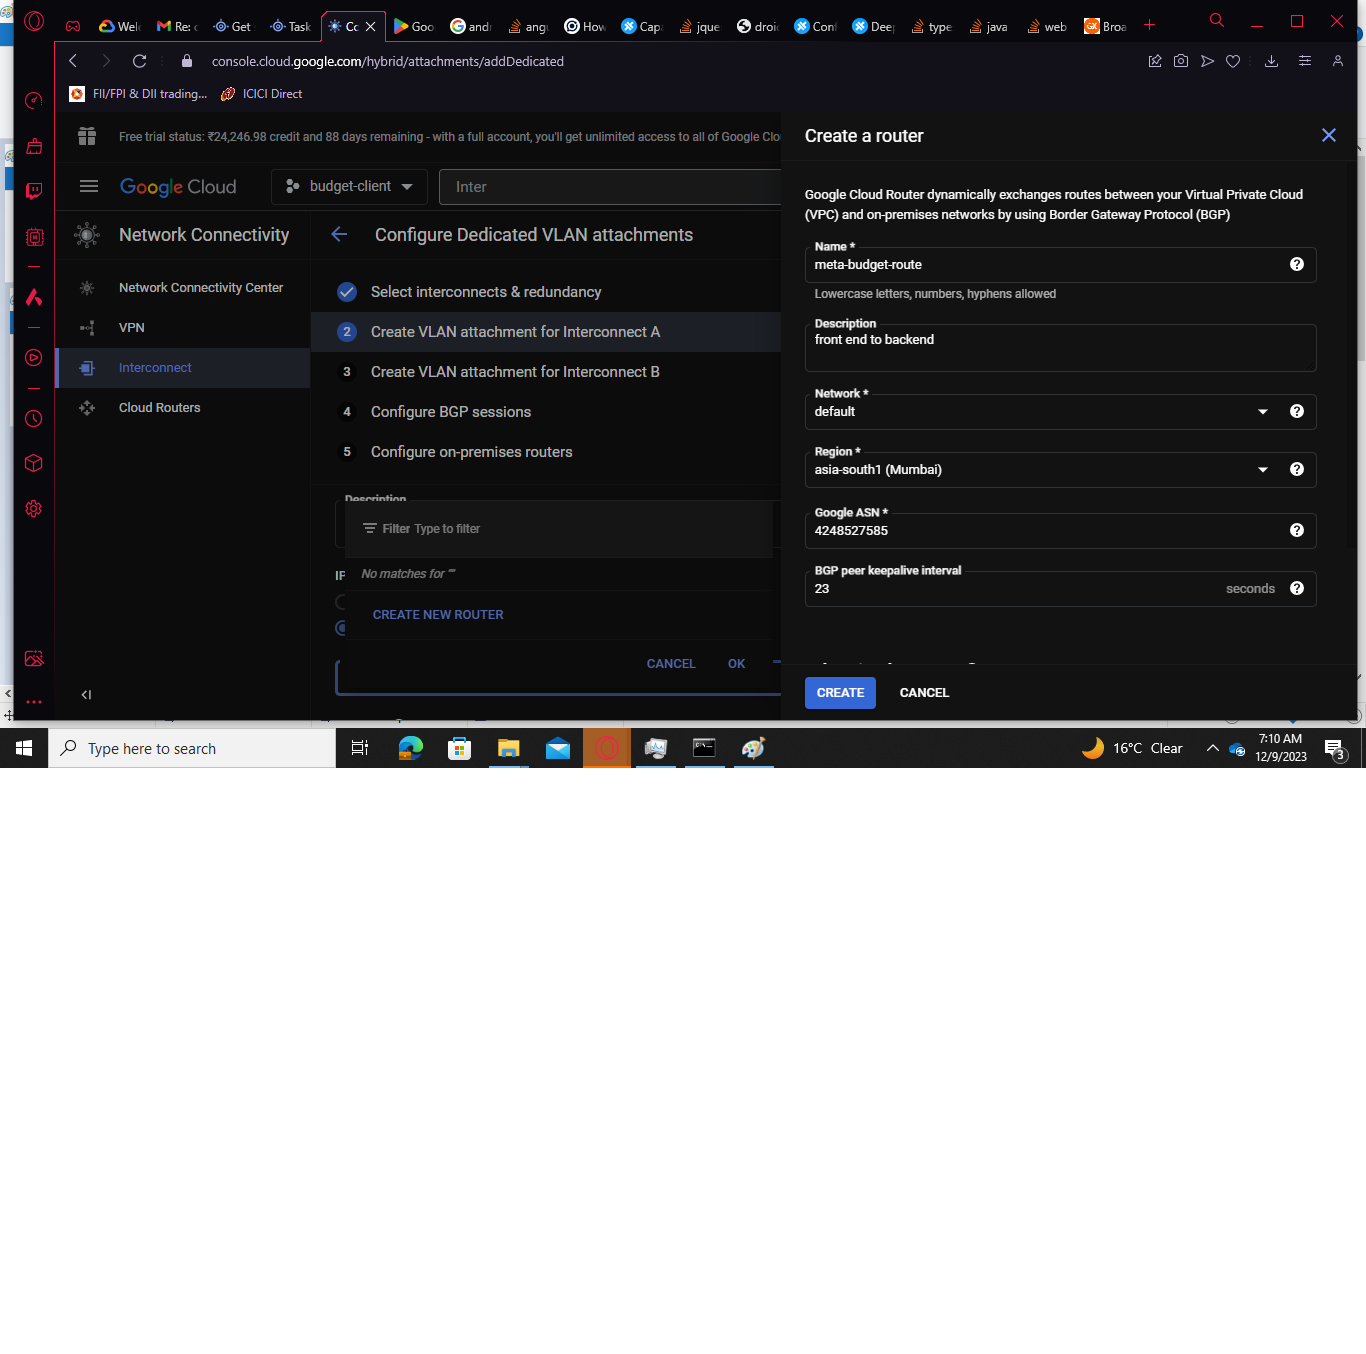 Welc
Re: c
Get
Task
Cc
Goo
andr
angu
How
Capa
jque
droid
Conf
Deep
type
java
web
Broa
console.cloud.google.com/hybrid/attachments/addDedicated
FII/FPI & DII trading...
ICICI Direct
Free trial status: ₹24,246.98 credit and 88 days remaining - with a full account, you'll get unlimited access to all of Google Clo
Google Cloud
budget-client
Inter
Network Connectivity
Network Connectivity Center
VPN
Interconnect
Cloud Routers
Configure Dedicated VLAN attachments
Select interconnects & redundancy
2 Create VLAN attachment for Interconnect A
3 Create VLAN attachment for Interconnect B
4 Configure BGP sessions
5 Configure on-premises routers
Description
Filter Type to filter
IP
No matches for ""
CREATE NEW ROUTER
CANCEL OK
Create a router
Google Cloud Router dynamically exchanges routes between your Virtual Private Cloud
(VPC) and on-premises networks by using Border Gateway Protocol (BGP)
Name *
meta-budget-route
Lowercase letters, numbers, hyphens allowed
Description
front end to backend
Network *
default
Region *
asia-south1 (Mumbai)
Google ASN *
4248527585
BGP peer keepalive interval
23 seconds
CREATE CANCEL
Type here to search
16°C Clear
7:10 AM
12/9/2023
3